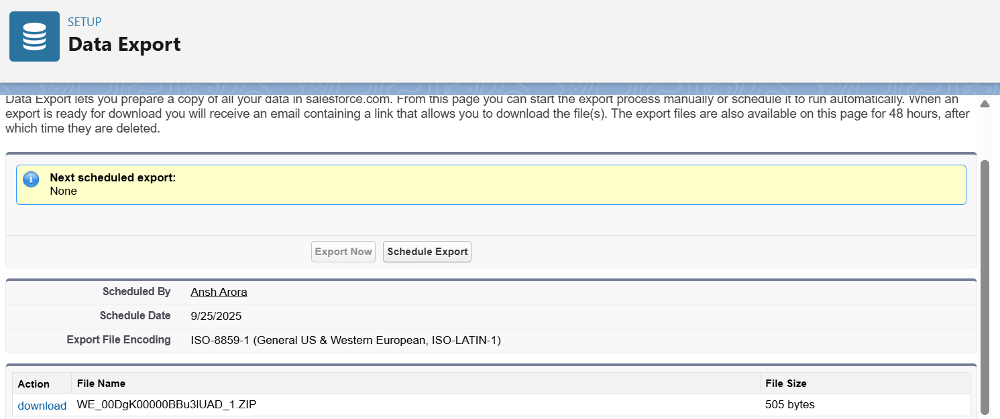 SETUP
Data Export
Data Export lets you prepare a copy of all your data in salesforce.com. From this page you can start the export process manually or schedule it to run automatically. When an
export is ready for download you will receive an email containing a link that allows you to download the file(s). The export files are also available on this page for 48 hours, after
which time they are deleted.
Next scheduled export:
None
Export Now Schedule Export
Scheduled By Ansh Arora
Schedule Date 9/25/2025
Export File Encoding ISO-8859-1 (General US & Western European, ISO-LATIN-1)
Action File Name File Size
download WE_00DgK00000BBu3lUAD_1.ZIP 505 bytes